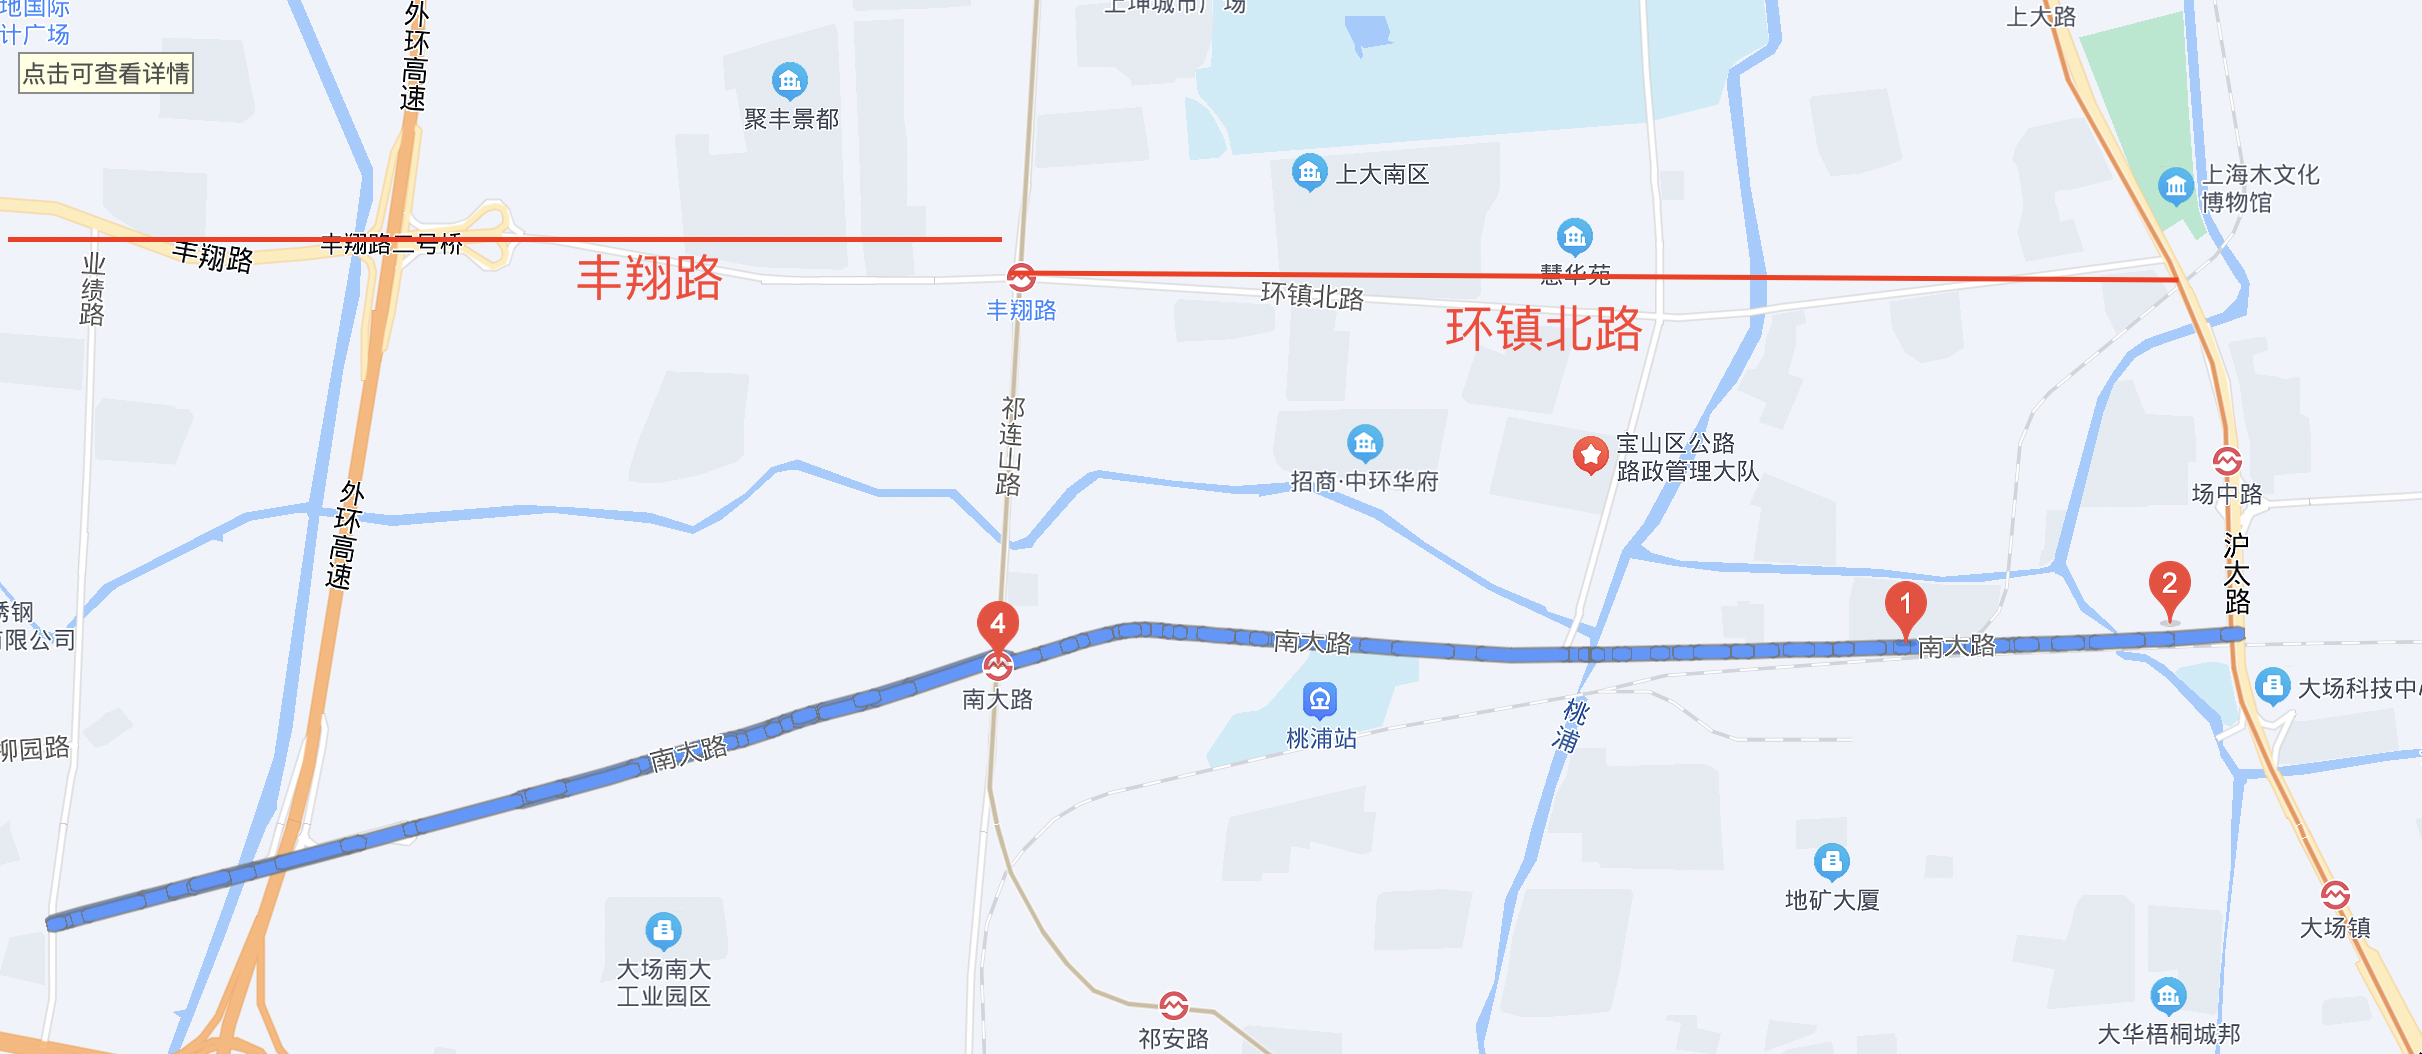 地国际
计广场
点击可查看详情
外环高速
上大路
聚丰景都
上大南区
上海木文化
博物馆
丰翔路
丰翔路二号桥
慧华苑
业绩路
丰翔路
丰翔路
环镇北路
环镇北路
祁连山路
宝山区公路
路政管理大队
招商·中环华府
场中路
外环高速
沪太路
2
1
4
南大路
南大路
南大路
南大路
有限公司
大场科技中
桃浦
桃浦站
柳园路
地矿大厦
大场镇
大场南大
工业园区
祁安路
大华梧桐城邦